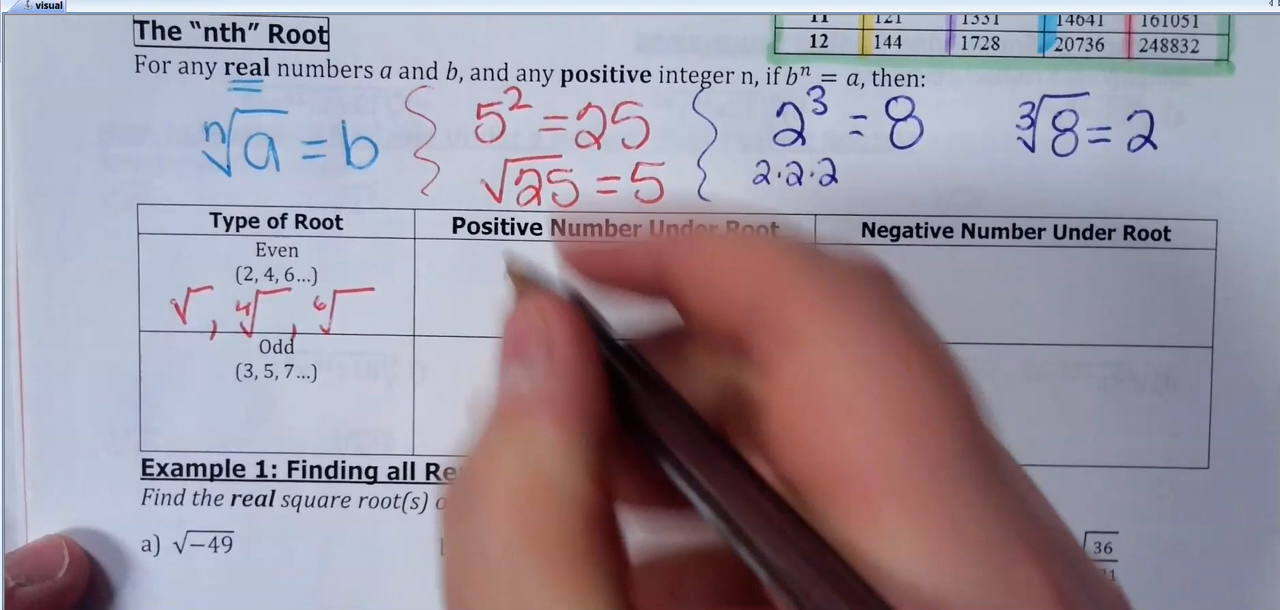 visual
The "nth" Root
11 121 1331 14641 161051
12 144 1728 20736 248832
For any real numbers a and b, and any positive integer n, if bⁿ = a, then:
ⁿ√a = b
5² = 25
2³ = 8
³√8 = 2
√25 = 5
2·2·2
Type of Root Positive Number Under Root Negative Number Under Root
Even
(2, 4, 6...)
√ , ⁴√ , ⁶√
Odd
(3, 5, 7...)
Example 1: Finding all
Find the real square root(s)
a) √−49
36